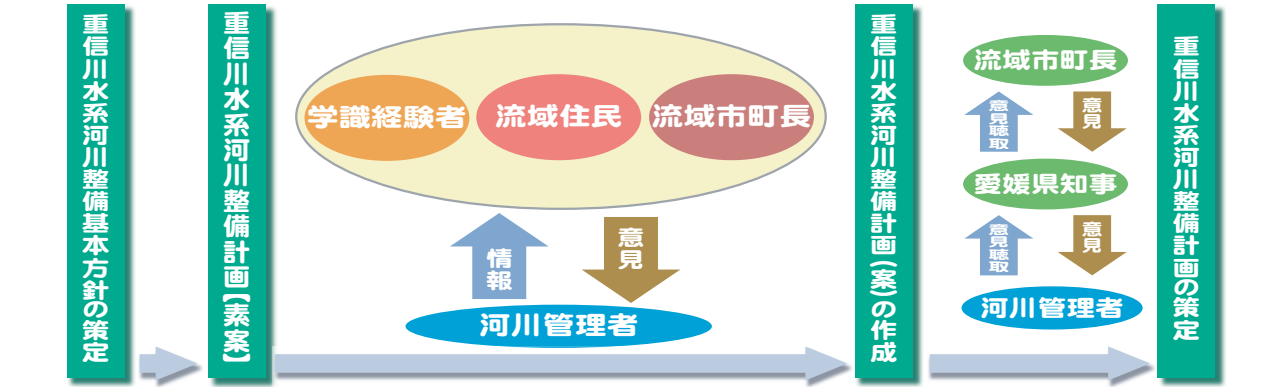 重信川水系河川整備基本方針の策定
重信川水系河川整備計画【素案】
学識経験者
流域住民
流域市町長
情報
意見
河川管理者
重信川水系河川整備計画(案)の作成
流域市町長
意見聴取
意見
愛媛県知事
意見聴取
意見
河川管理者
重信川水系河川整備計画の策定